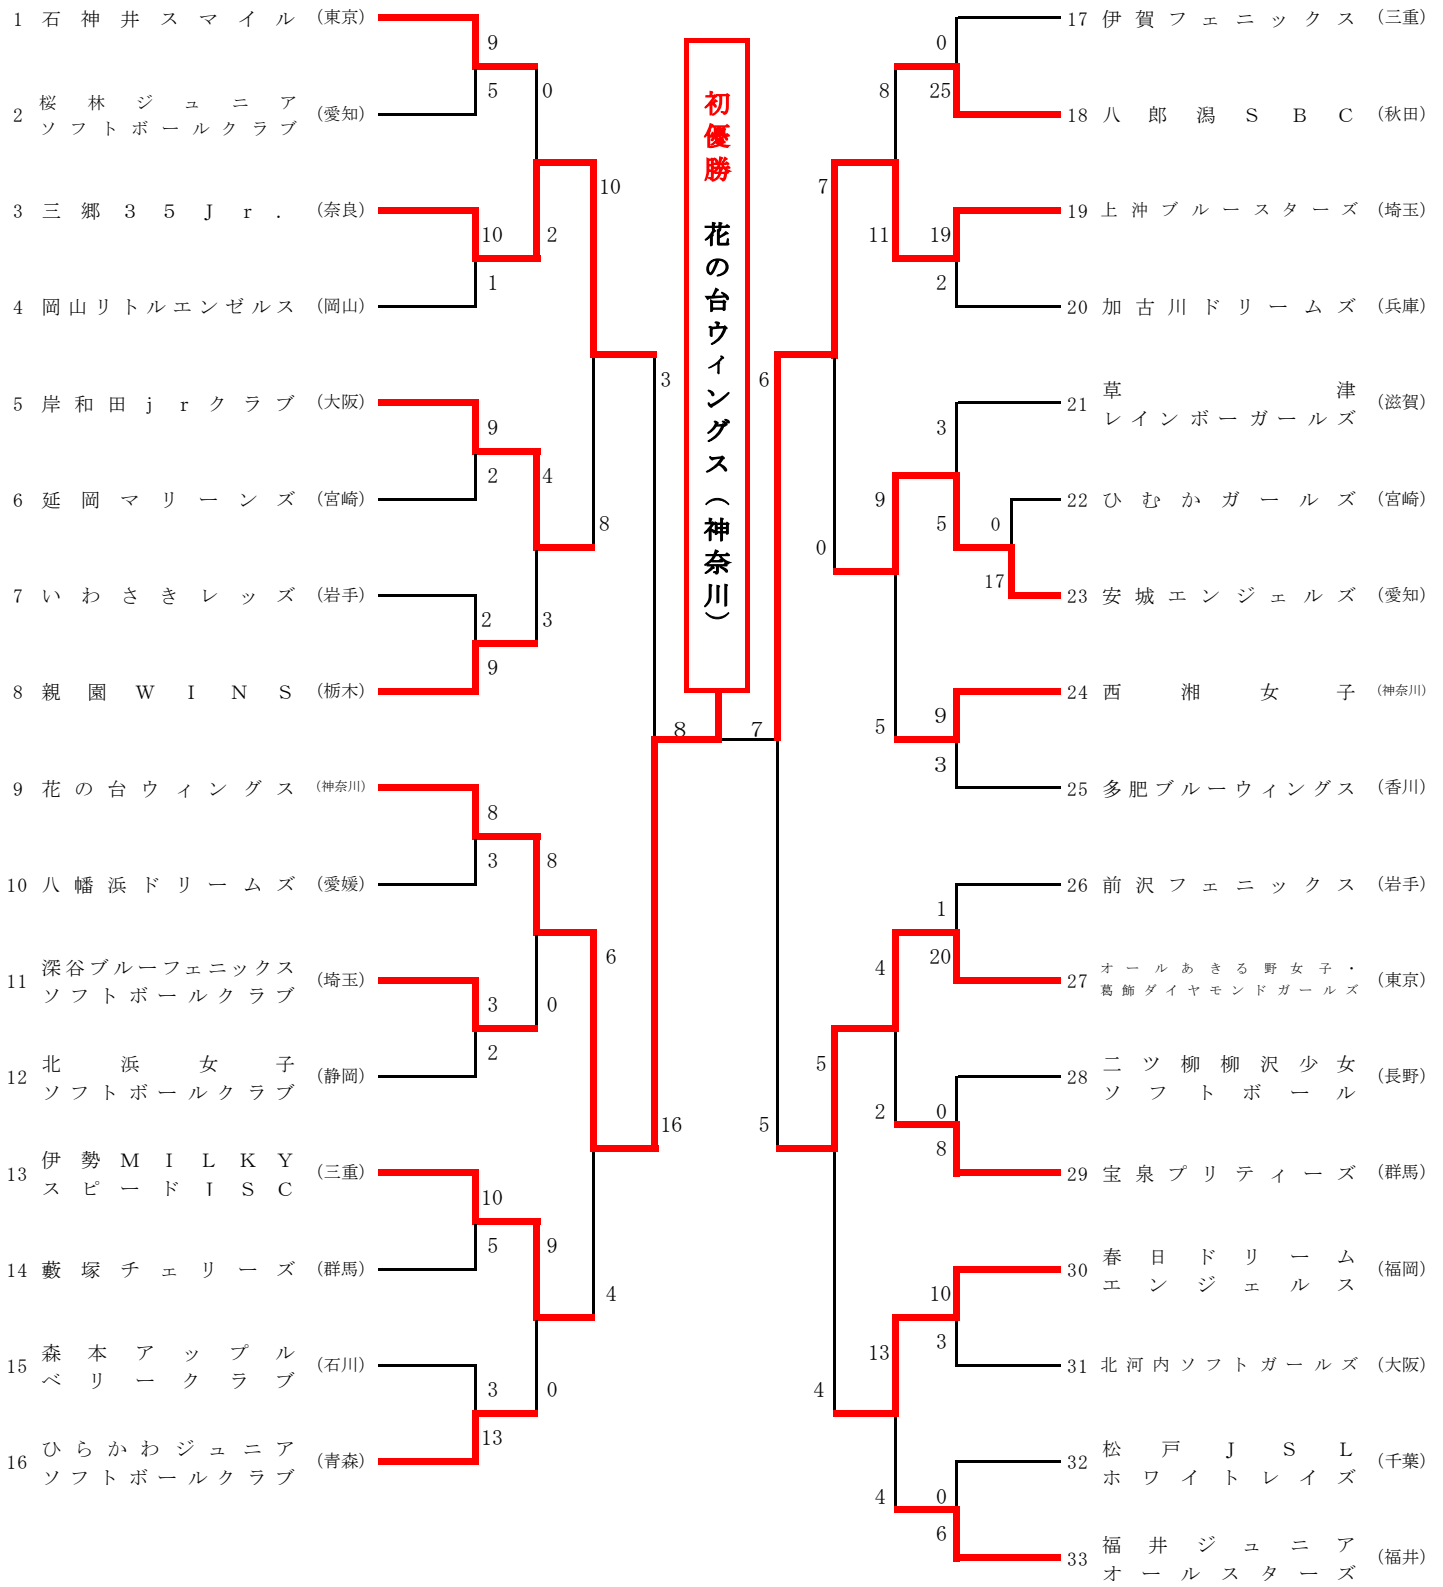 1 石神井スマイル (東京)
9
5
2 桜林ジュニア
ソフトボールクラブ (愛知)
0
3 三郷35Jr. (奈良)
10
2
1
4 岡山リトルエンゼルス (岡山)
10
5 岸和田jrクラブ (大阪)
9
2
4
6 延岡マリーンズ (宮崎)
8
7 いわさきレッズ (岩手)
2
3
9
8 親園WINS (栃木)
3
9 花の台ウィングス (神奈川)
8
3
8
10 八幡浜ドリームズ (愛媛)
6
11 深谷ブルーフェニックス
ソフトボールクラブ (埼玉)
3
0
2
12 北浜女子
ソフトボールクラブ (静岡)
16
13 伊勢MILKY
スピードJSC (三重)
10
5
9
14 藪塚チェリーズ (群馬)
4
15 森本アップル
ベリークラブ (石川)
3
0
13
16 ひらかわジュニア
ソフトボールクラブ (青森)
初優勝 花の台ウィングス(神奈川)
8
7
17 伊賀フェニックス (三重)
0
8
25
18 八郎潟SBC (秋田)
7
19 上沖ブルースターズ (埼玉)
11
19
2
20 加古川ドリームズ (兵庫)
6
21 草津
レインボーガールズ (滋賀)
3
9
5
22 ひむかガールズ (宮崎)
0
0
17
23 安城エンジェルズ (愛知)
24 西湘女子 (神奈川)
5
9
3
25 多肥ブルーウィングス (香川)
26 前沢フェニックス (岩手)
1
4
20
27 オールあきる野女子・
葛飾ダイヤモンドガールズ (東京)
5
28 二ツ柳柳沢少女
ソフトボール (長野)
2
0
8
5
29 宝泉プリティーズ (群馬)
30 春日ドリーム
エンジェルス (福岡)
10
13
3
31 北河内ソフトガールズ (大阪)
4
32 松戸JSL
ホワイトレイズ (千葉)
4
0
6
33 福井ジュニア
オールスターズ (福井)